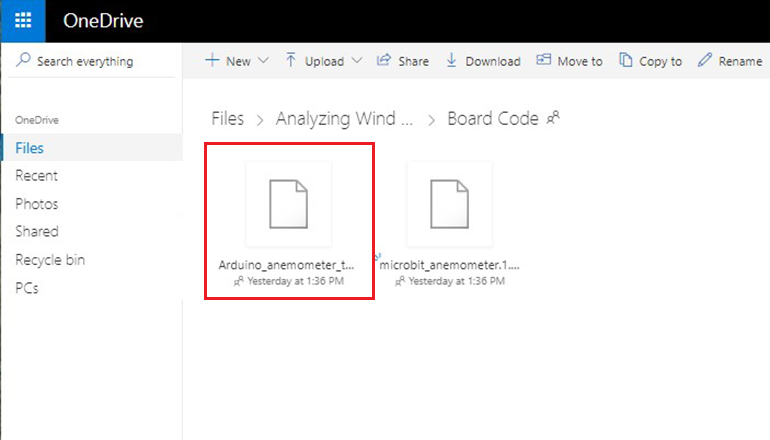 OneDrive
Search everything
New Upload Share Download Move to Copy to Rename
OneDrive
Files
Recent
Photos
Shared
Recycle bin
PCs
Files > Analyzing Wind ... > Board Code
Arduino_anemometer_t...
Yesterday at 1:36 PM
microbit_anemometer.1....
Yesterday at 1:36 PM